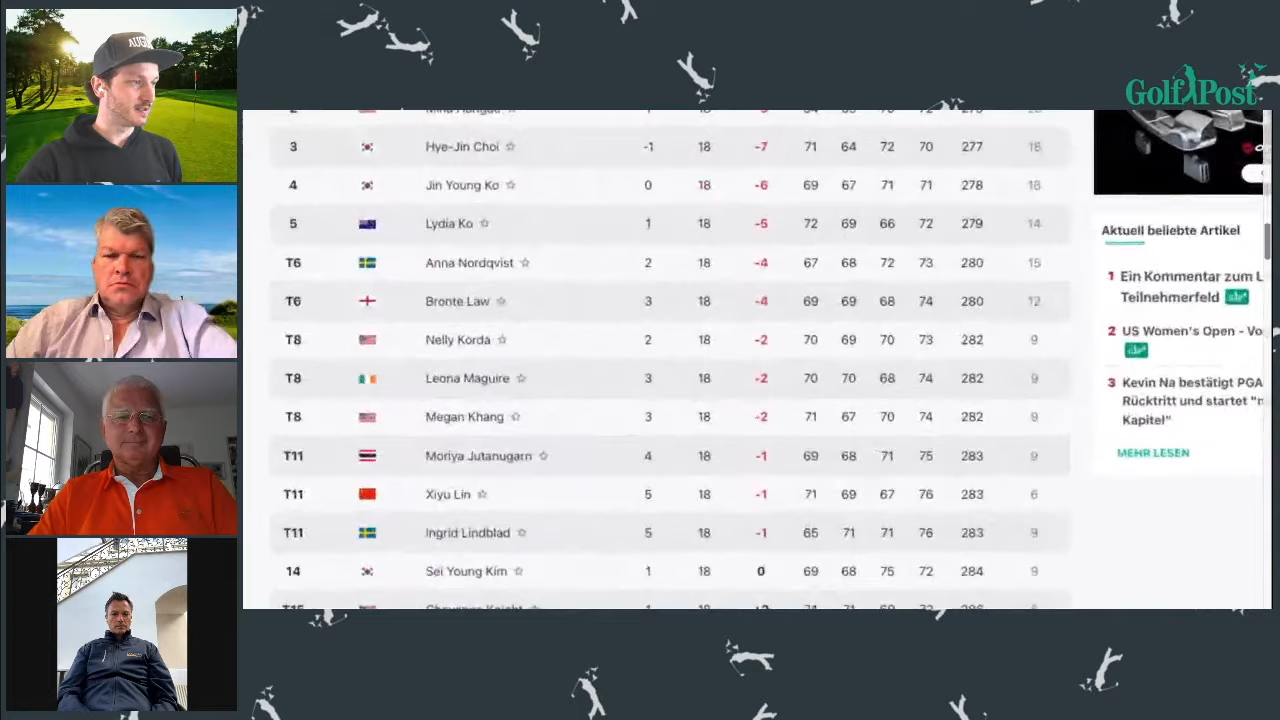 AUGU
Golf Post
3 Hye-Jin Choi ☆ -1 18 -7 71 64 72 70 277 18
4 Jin Young Ko ☆ 0 18 -6 69 67 71 71 278 18
5 Lydia Ko ☆ 1 18 -5 72 69 66 72 279 14
T6 Anna Nordqvist ☆ 2 18 -4 67 68 72 73 280 15
T6 Bronte Law ☆ 3 18 -4 69 69 68 74 280 12
T8 Nelly Korda ☆ 2 18 -2 70 69 70 73 282 9
T8 Leona Maguire ☆ 3 18 -2 70 70 68 74 282 9
T8 Megan Khang ☆ 3 18 -2 71 67 70 74 282 9
T11 Moriya Jutanugarn ☆ 4 18 -1 69 68 71 75 283 9
T11 Xiyu Lin ☆ 5 18 -1 71 69 67 76 283 6
T11 Ingrid Lindblad ☆ 5 18 -1 65 71 71 76 283 9
14 Sei Young Kim ☆ 1 18 0 69 68 75 72 284 9
Aktuell beliebte Artikel
1 Ein Kommentar zum L
Teilnehmerfeld
2 US Women's Open - Vo
3 Kevin Na bestätigt PGA
Rücktritt und startet "n
Kapitel"
MEHR LESEN